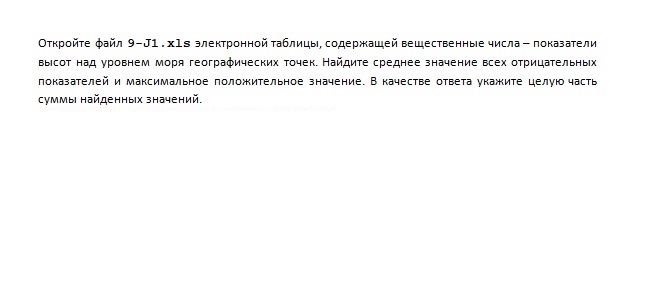 Откройте файл 9-J1.xls электронной таблицы, содержащей вещественные числа – показатели
высот над уровнем моря географических точек. Найдите среднее значение всех отрицательных
показателей и максимальное положительное значение. В качестве ответа укажите целую часть
суммы найденных значений.